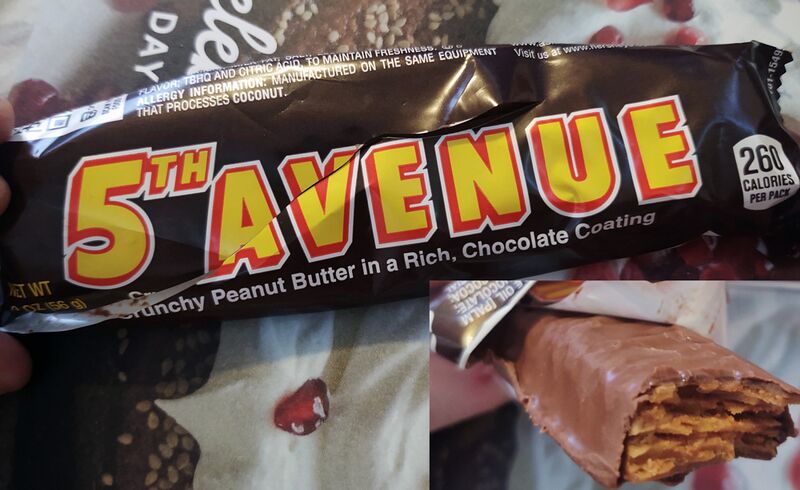 DAY
TO MAINTAIN FRESHNESS.
Visit us at www.hershey
FLAVOR; TBHQ AND CITRIC ACID,
ALLERGY INFORMATION: MANUFACTURED ON THE SAME EQUIPMENT
THAT PROCESSES COCONUT.
5TH AVENUE
260
CALORIES
PER PACK
Crunchy Peanut Butter in a Rich, Chocolate Coating
NET WT
OZ (56 g)
OIL (PALM
CHOCOLATE;
COCOA